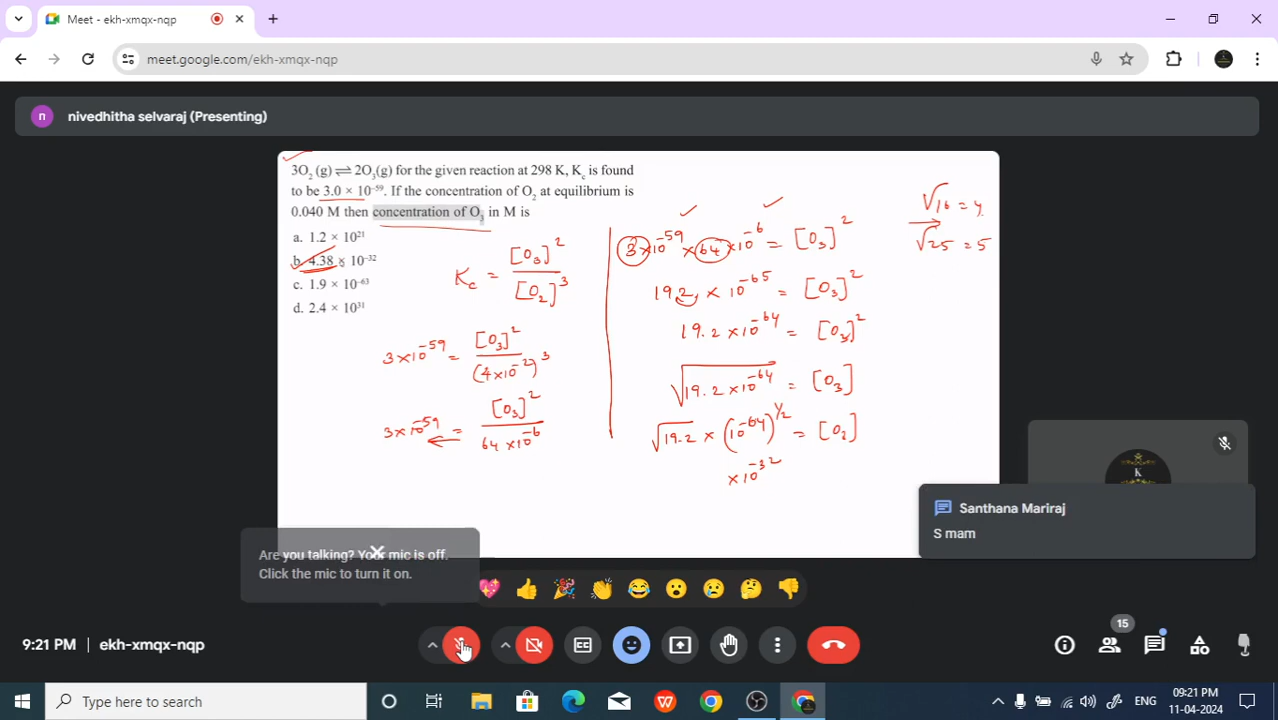 Meet - ekh-xmqx-nqp
meet.google.com/ekh-xmqx-nqp
n nivedhitha selvaraj (Presenting)
3O₂ (g) ⇌ 2O₃(g) for the given reaction at 298 K, K꜀ is found
to be 3.0 × 10⁻⁵⁹. If the concentration of O₂ at equilibrium is
0.040 M then concentration of O₃ in M is
a. 1.2 × 10²¹
b. 4.38 × 10⁻³²
c. 1.9 × 10⁻⁶³
d. 2.4 × 10³¹
Kc = [O₃]² / [O₂]³
3×10⁻⁵⁹ = [O₃]² / (4×10⁻²)³
3×10⁻⁵⁹ = [O₃]² / 64×10⁻⁶
3×10⁻⁵⁹ × 64×10⁻⁶ = [O₃]²
192 × 10⁻⁶⁵ = [O₃]²
19.2 × 10⁻⁶⁴ = [O₃]²
√19.2×10⁻⁶⁴ = [O₃]
√19.2 × (10⁻⁶⁴)^1/2 = [O₂]
×10⁻³²
√16 = 4
√25 = 5
K
Santhana Mariraj
S mam
Are you talking? Your mic is off.
Click the mic to turn it on.
9:21 PM | ekh-xmqx-nqp
15
Type here to search
W
ENG
09:21 PM
11-04-2024